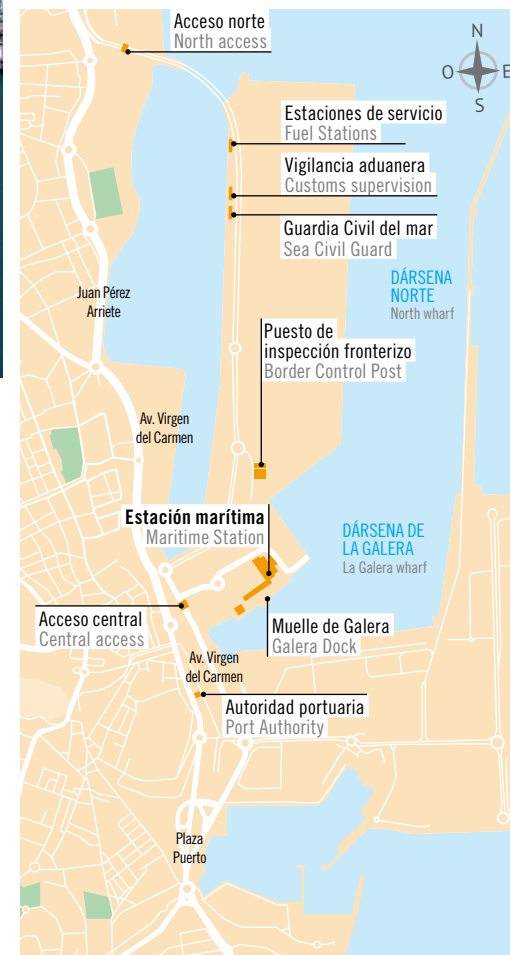 Acceso norte
North access
N
O
E
S
Estaciones de servicio
Fuel Stations
Vigilancia aduanera
Customs supervision
Guardia Civil del mar
Sea Civil Guard
DÁRSENA
NORTE
North wharf
Juan Pérez
Arriete
Puesto de
inspección fronterizo
Border Control Post
Av. Virgen
del Carmen
Estación marítima
Maritime Station
DÁRSENA DE
LA GALERA
La Galera wharf
Acceso central
Central access
Muelle de Galera
Galera Dock
Av. Virgen
del Carmen
Autoridad portuaria
Port Authority
Plaza
Puerto